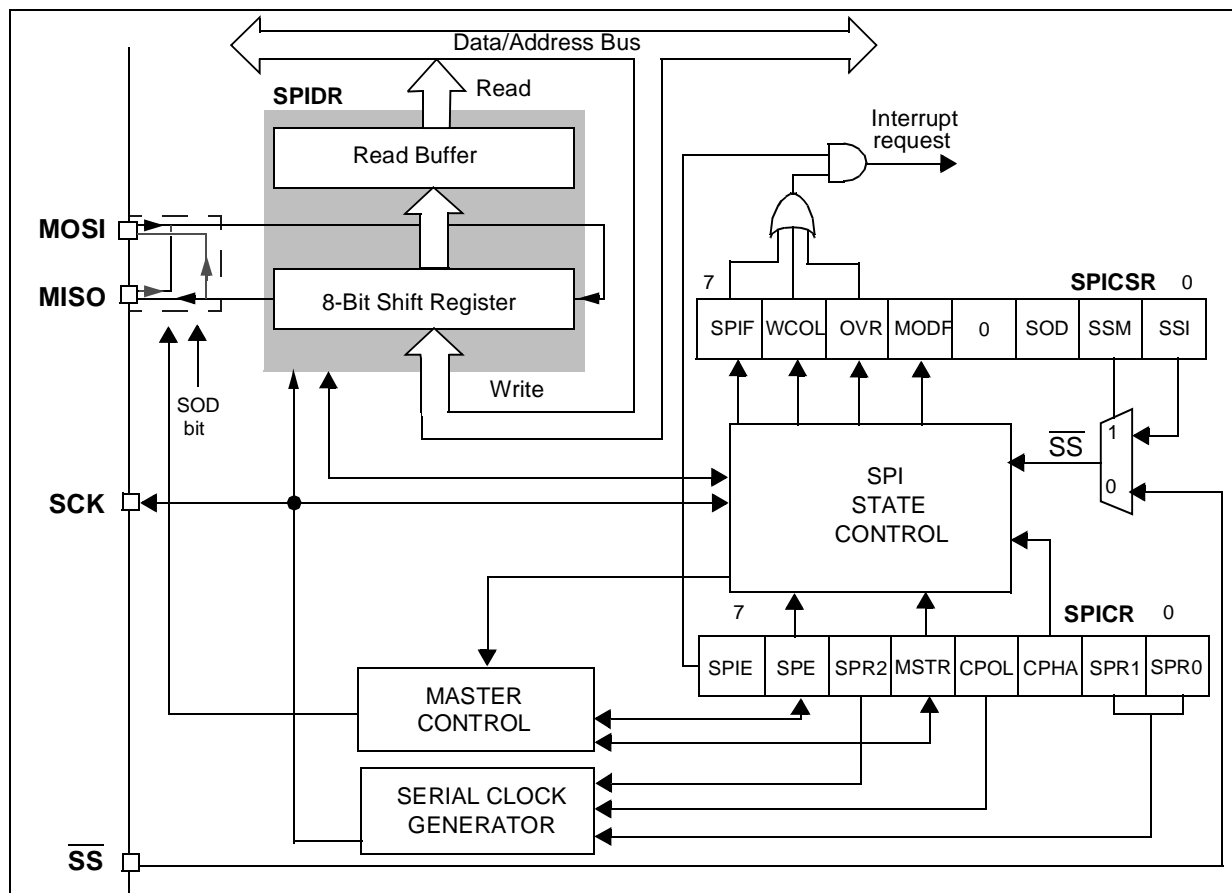 Data/Address Bus
SPIDR
Read
Read Buffer
Interrupt
request
MOSI
MISO
8-Bit Shift Register
7
SPICSR
0
SPIF
WCOL
OVR
MODF
0
SOD
SSM
SSI
Write
SOD
bit
SS
1
0
SCK
SPI
STATE
CONTROL
7
SPICR
0
SPIE
SPE
SPR2
MSTR
CPOL
CPHA
SPR1
SPR0
MASTER
CONTROL
SERIAL CLOCK
GENERATOR
SS